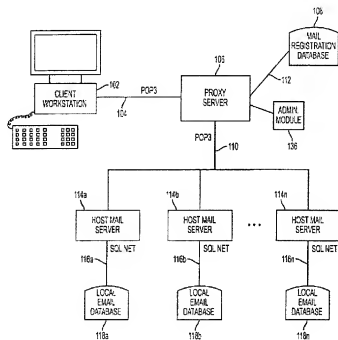 108
MAIL
REGISTRATION
DATABASE
106
102
CLIENT
WORKSTATION
POP3
104
PROXY
SERVER
112
ADMIN.
MODULE
136
POP3
110
114a
114b
114n
HOST MAIL
SERVER
HOST MAIL
SERVER
...
HOST MAIL
SERVER
SQL NET
SQL NET
SQL NET
116a
116b
116n
LOCAL
EMAIL
DATABASE
LOCAL
EMAIL
DATABASE
LOCAL
EMAIL
DATABASE
118a
118b
118n